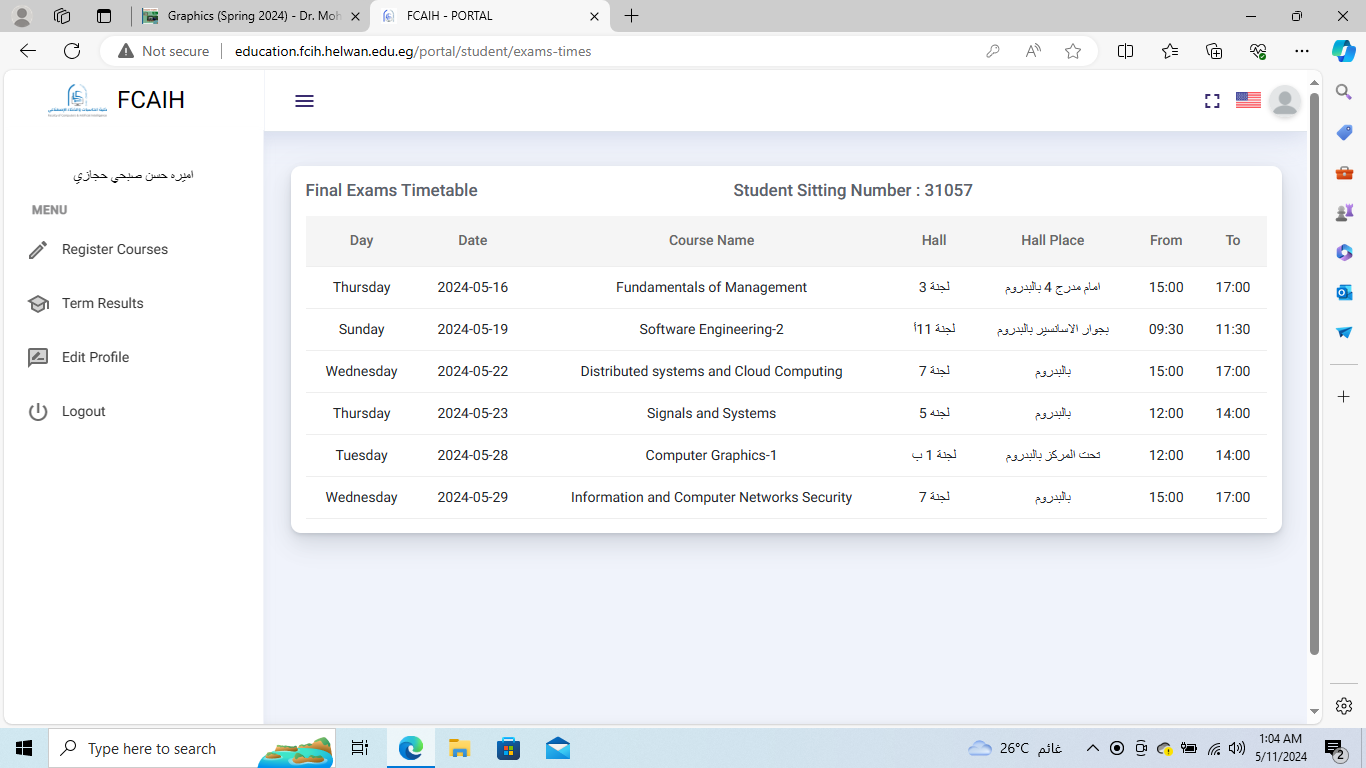 Graphics (Spring 2024) - Dr. Moh
FCAIH - PORTAL
Not secure
education.fcih.helwan.edu.eg/portal/student/exams-times
FCAIH
اميره حسن صبحي حجازي
MENU
Register Courses
Term Results
Edit Profile
Logout
Final Exams Timetable Student Sitting Number : 31057
Day Date Course Name Hall Hall Place From To
Thursday 2024-05-16 Fundamentals of Management لجنة 3 امام مدرج 4 بالبدروم 15:00 17:00
Sunday 2024-05-19 Software Engineering-2 لجنة 11أ بجوار الاسانسير بالبدروم 09:30 11:30
Wednesday 2024-05-22 Distributed systems and Cloud Computing لجنة 7 بالبدروم 15:00 17:00
Thursday 2024-05-23 Signals and Systems لجنه 5 بالبدروم 12:00 14:00
Tuesday 2024-05-28 Computer Graphics-1 لجنة 1 ب تحت المركز بالبدروم 12:00 14:00
Wednesday 2024-05-29 Information and Computer Networks Security لجنة 7 بالبدروم 15:00 17:00
Type here to search
26°C غائم
1:04 AM
5/11/2024
2